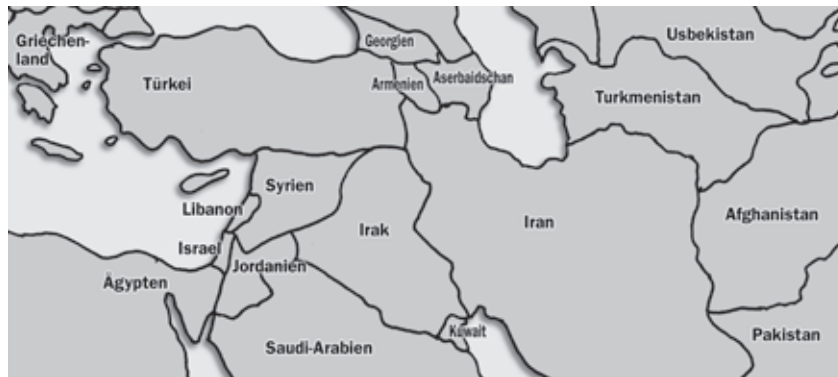 Griechen-
land
Georgien
Usbekistan
Türkei
Armenien
Aserbaidschan
Turkmenistan
Syrien
Libanon
Irak
Iran
Afghanistan
Israel
Jordanien
Ägypten
Kuwait
Saudi-Arabien
Pakistan